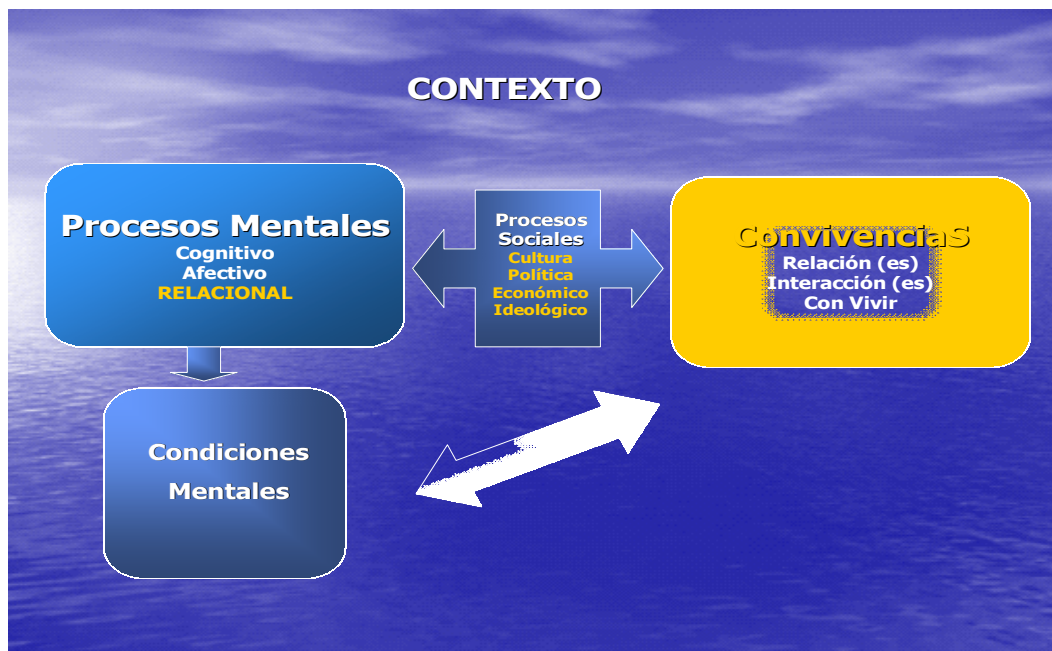 CONTEXTO
Procesos Mentales
Cognitivo
Afectivo
RELACIONAL
Procesos
Sociales
Cultura
Política
Económico
Ideológico
ConvivenciaS
Relación (es)
Interacción (es)
Con Vivir
Condiciones
Mentales